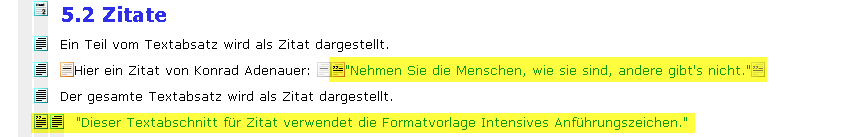 5.2 Zitate
Ein Teil vom Textabsatz wird als Zitat dargestellt.
Hier ein Zitat von Konrad Adenauer: "Nehmen Sie die Menschen, wie sie sind, andere gibt's nicht."
Der gesamte Textabsatz wird als Zitat dargestellt.
"Dieser Textabschnitt für Zitat verwendet die Formatvorlage Intensives Anführungszeichen."